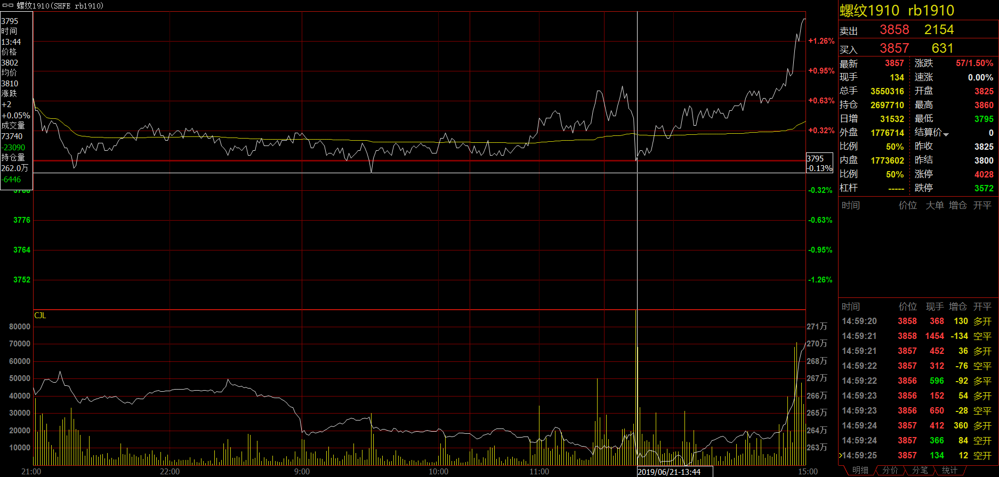 螺纹1910(SHFE rb1910)
3795
时间
13:44
价格
3802
均价
3810
涨跌
+2
+0.05%
成交量
73740
-23090
持仓量
262.0万
-6446
3776
3764
3752
+1.26%
+0.95%
+0.63%
+0.32%
3795
-0.13%
-0.32%
-0.63%
-0.95%
-1.26%
CJL
80000
70000
60000
50000
40000
30000
20000
10000
271万
270万
268万
267万
266万
265万
264万
263万
21:00 22:00 9:00 10:00 11:00 2019/06/21-13:44 15:00
螺纹1910 rb1910
卖出 3858 2154
买入 3857 631
最新 3857 涨跌 57/1.50%
现手 134 速涨 0.00%
总手 3550316 开盘 3825
持仓 2697710 最高 3860
日增 31532 最低 3795
外盘 1776714 结算价 0
比例 50% 昨收 3825
内盘 1773602 昨结 3800
比例 50% 涨停 4028
杠杆 ----- 跌停 3572
时间 价位 大单 增仓 开平
时间 价位 现手 增仓 开平
14:59:20 3858 368 130 多开
14:59:21 3858 1454 -134 空平
14:59:21 3857 452 36 多开
14:59:22 3857 312 -76 空平
14:59:22 3856 596 -92 多平
14:59:23 3856 152 54 多开
14:59:23 3856 650 -28 空平
14:59:24 3857 412 360 多开
14:59:24 3857 366 84 空开
14:59:25 3857 134 12 空开
明细 分价 分笔 统计